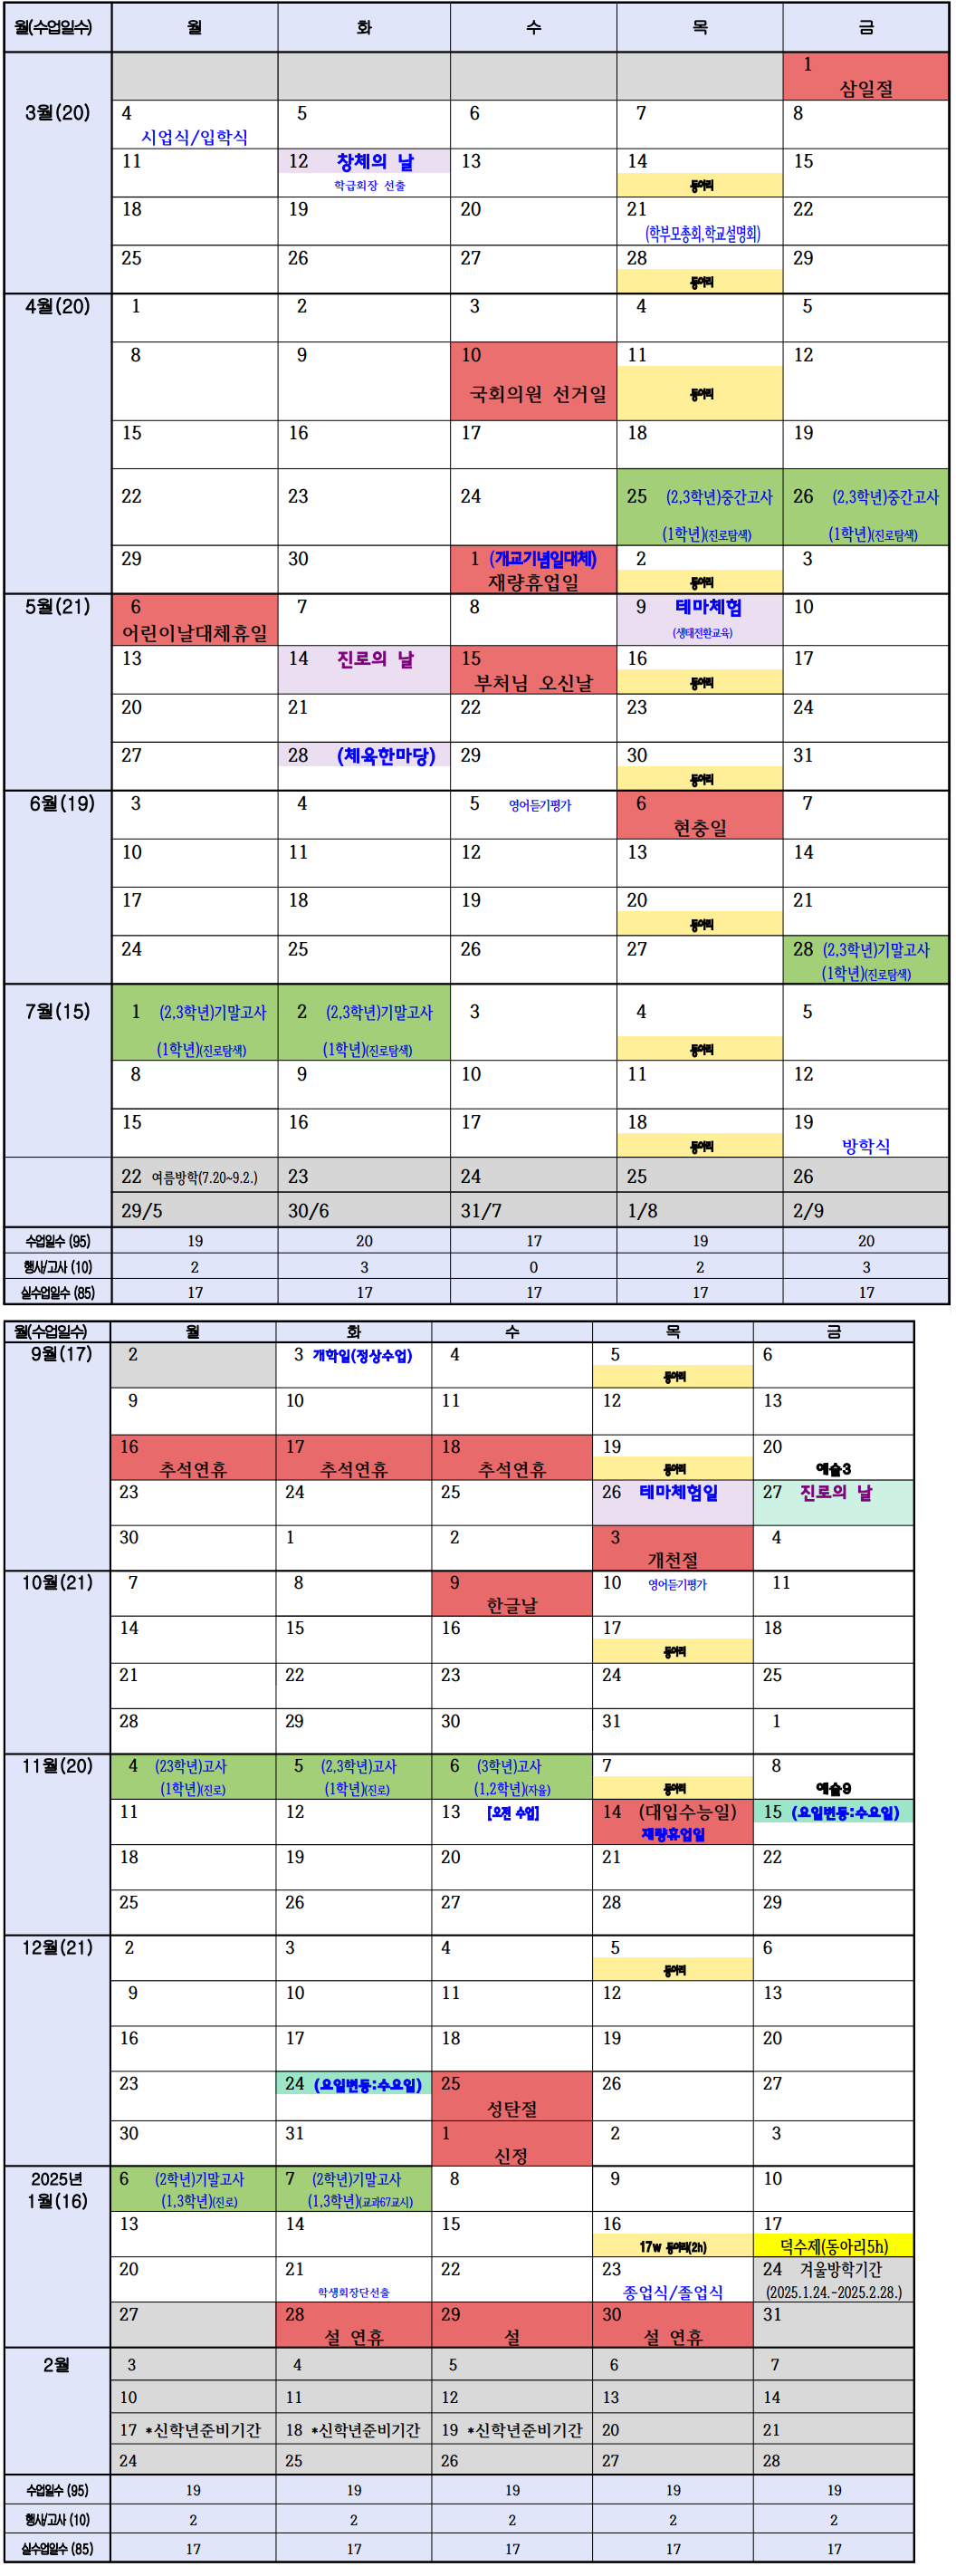 월(수업일수) 월 화 수 목 금
1
삼일절
3월(20) 4 5 6 7 8
시업식/입학식
11 12 창체의 날 13 14 15
학급회장 선출 동아리
18 19 20 21 22
(학부모총회,학교설명회)
25 26 27 28 29
동아리
4월(20) 1 2 3 4 5
8 9 10 11 12
국회의원 선거일 동아리
15 16 17 18 19
22 23 24 25 (2,3학년)중간고사 26 (2,3학년)중간고사
(1학년)(진로탐색) (1학년)(진로탐색)
29 30 1 (개교기념일대체) 2 3
재량휴업일 동아리
5월(21) 6 7 8 9 테마체험 10
어린이날대체휴일 (생태전환교육)
13 14 진로의 날 15 16 17
부처님 오신날 동아리
20 21 22 23 24
27 28 (체육한마당) 29 30 31
동아리
6월(19) 3 4 5 영어듣기평가 6 7
현충일
10 11 12 13 14
17 18 19 20 21
동아리
24 25 26 27 28 (2,3학년)기말고사
(1학년)(진로탐색)
7월(15) 1 (2,3학년)기말고사 2 (2,3학년)기말고사 3 4 5
(1학년)(진로탐색) (1학년)(진로탐색) 동아리
8 9 10 11 12
15 16 17 18 19
동아리 방학식
22 여름방학(7.20~9.2.) 23 24 25 26
29/5 30/6 31/7 1/8 2/9
수업일수 (95) 19 20 17 19 20
행사/고사 (10) 2 3 0 2 3
실수업일수 (85) 17 17 17 17 17
월(수업일수) 월 화 수 목 금
9월(17) 2 3 개학일(정상수업) 4 5 6
동아리
9 10 11 12 13
16 17 18 19 20
추석연휴 추석연휴 추석연휴 동아리 예술3
23 24 25 26 테마체험일 27 진로의 날
30 1 2 3 4
개천절
10월(21) 7 8 9 10 영어듣기평가 11
한글날
14 15 16 17 18
동아리
21 22 23 24 25
28 29 30 31 1
11월(20) 4 (23학년)고사 5 (2,3학년)고사 6 (3학년)고사 7 8
(1학년)(진로) (1학년)(진로) (1,2학년)(자율) 동아리 예술9
11 12 13 [오전 수업] 14 (대입수능일) 15 (요일변동:수요일)
재량휴업일
18 19 20 21 22
25 26 27 28 29
12월(21) 2 3 4 5 6
동아리
9 10 11 12 13
16 17 18 19 20
23 24 (요일변동:수요일) 25 26 27
성탄절
30 31 1 2 3
신정
2025년 6 (2학년)기말고사 7 (2학년)기말고사 8 9 10
1월(16) (1,3학년)(진로) (1,3학년)(교과67교시)
13 14 15 16 17
17w 동아리(2h) 덕수제(동아리5h)
20 21 22 23 24 겨울방학기간
학생회장단선출 종업식/졸업식 (2025.1.24.-2025.2.28.)
27 28 29 30 31
설 연휴 설 설 연휴
2월 3 4 5 6 7
10 11 12 13 14
17 *신학년준비기간 18 *신학년준비기간 19 *신학년준비기간 20 21
24 25 26 27 28
수업일수 (95) 19 19 19 19 19
행사/고사 (10) 2 2 2 2 2
실수업일수 (85) 17 17 17 17 17